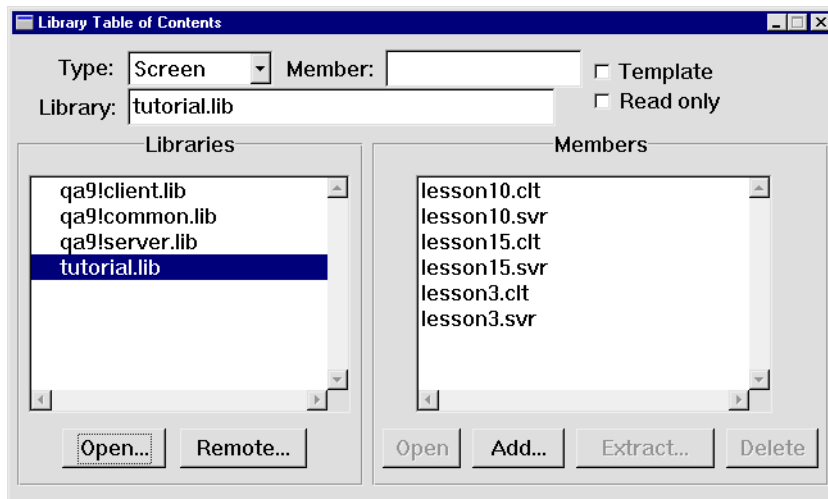 Library Table of Contents
Type: Screen Member: Template
Library: tutorial.lib Read only
Libraries
qa9!client.lib
qa9!common.lib
qa9!server.lib
tutorial.lib
Open... Remote...
Members
lesson10.clt
lesson10.svr
lesson15.clt
lesson15.svr
lesson3.clt
lesson3.svr
Open Add... Extract... Delete